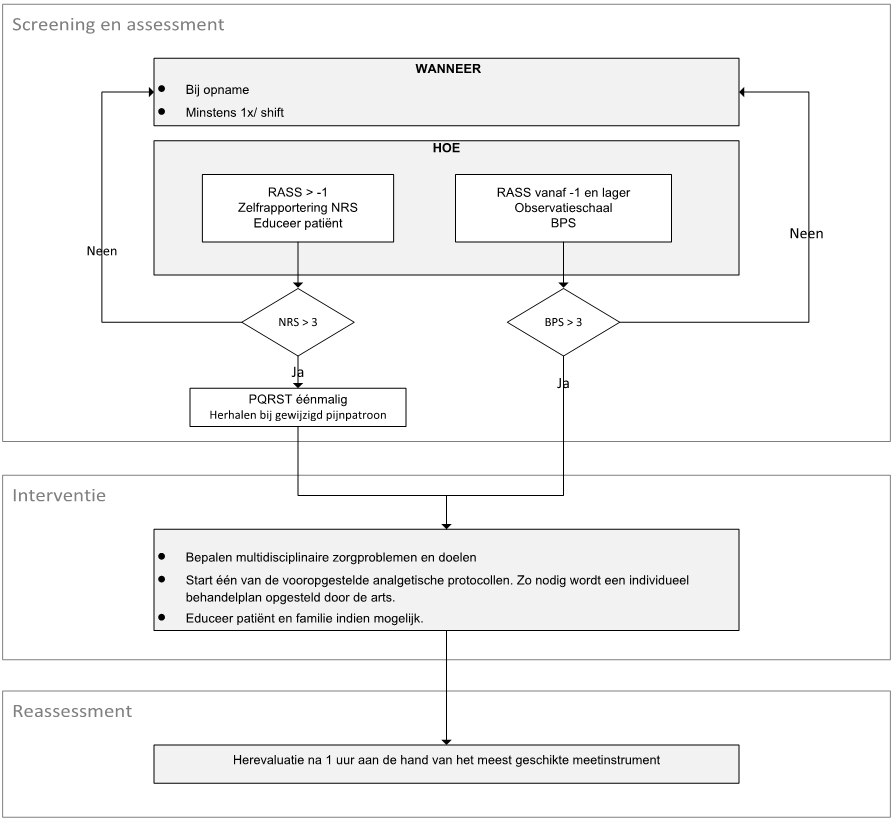 Screening en assessment
WANNEER
Bij opname
Minstens 1x/ shift
HOE
RASS > -1
Zelfrapportering NRS
Educeer patiënt
RASS vanaf -1 en lager
Observatieschaal
BPS
Neen
Neen
NRS > 3
BPS > 3
Ja
Ja
PQRST éénmalig
Herhalen bij gewijzigd pijnpatroon
Interventie
Bepalen multidisciplinaire zorgproblemen en doelen
Start één van de vooropgestelde analgetische protocollen. Zo nodig wordt een individueel
behandelplan opgesteld door de arts.
Educeer patiënt en familie indien mogelijk.
Reassessment
Herevaluatie na 1 uur aan de hand van het meest geschikte meetinstrument